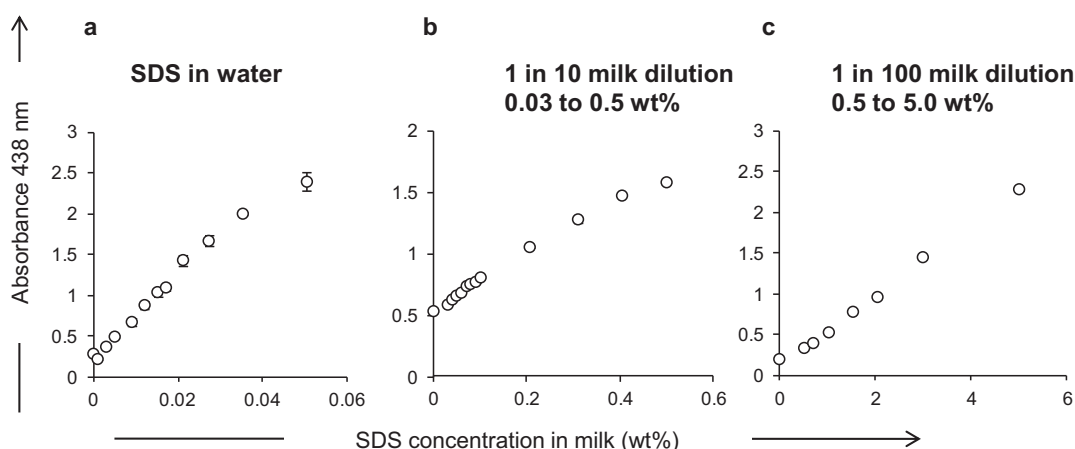 a
SDS in water
b
1 in 10 milk dilution
0.03 to 0.5 wt%
c
1 in 100 milk dilution
0.5 to 5.0 wt%
Absorbance 438 nm
3
2.5
2
1.5
1
0.5
0
0 0.02 0.04 0.06
2
1.5
1
0.5
0
0 0.2 0.4 0.6
3
2.5
2
1.5
1
0.5
0
0 2 4 6
SDS concentration in milk (wt%)